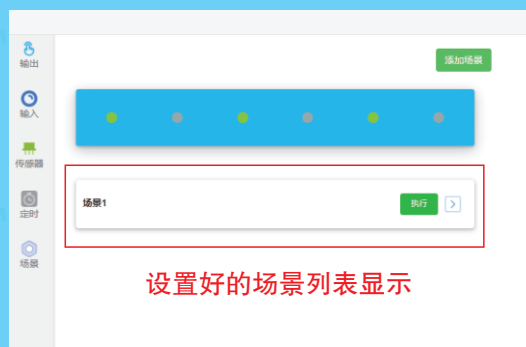 添加场景
输出
输入
传感器
定时
场景
场景1
执行
设置好的场景列表显示